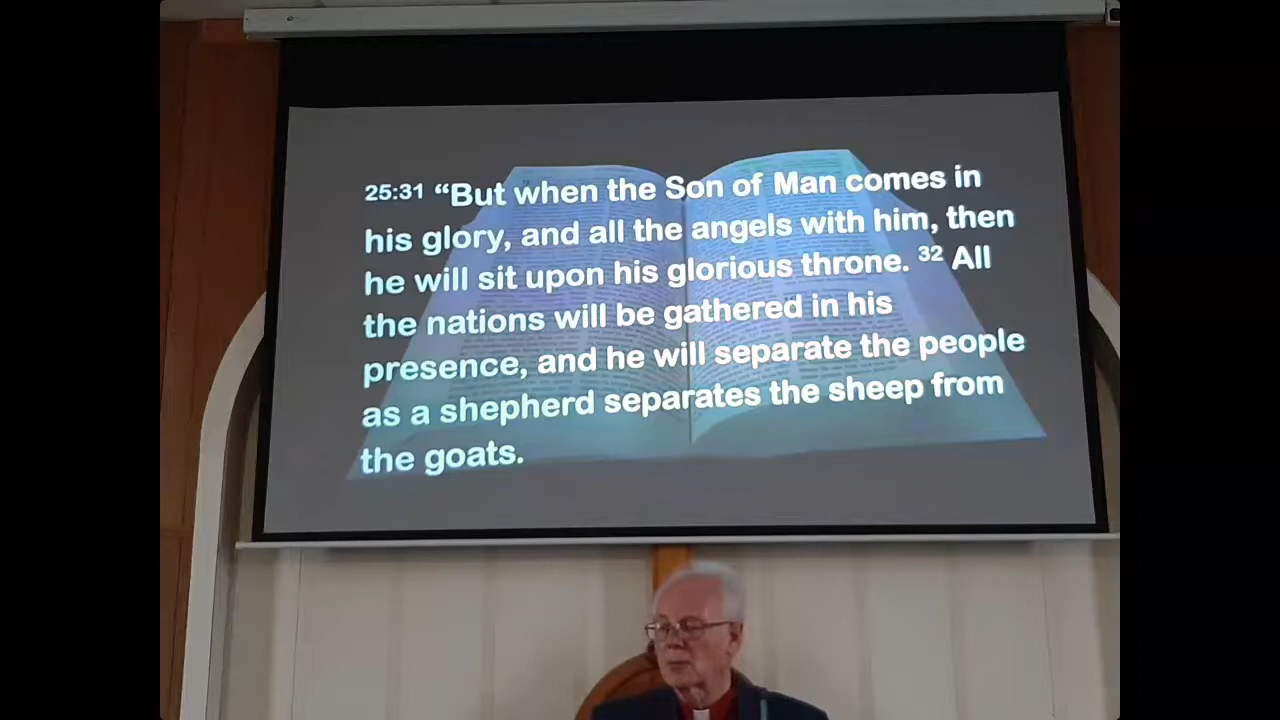 25:31 “But when the Son of Man comes in
his glory, and all the angels with him, then
he will sit upon his glorious throne. 32 All
the nations will be gathered in his
presence, and he will separate the people
as a shepherd separates the sheep from
the goats.